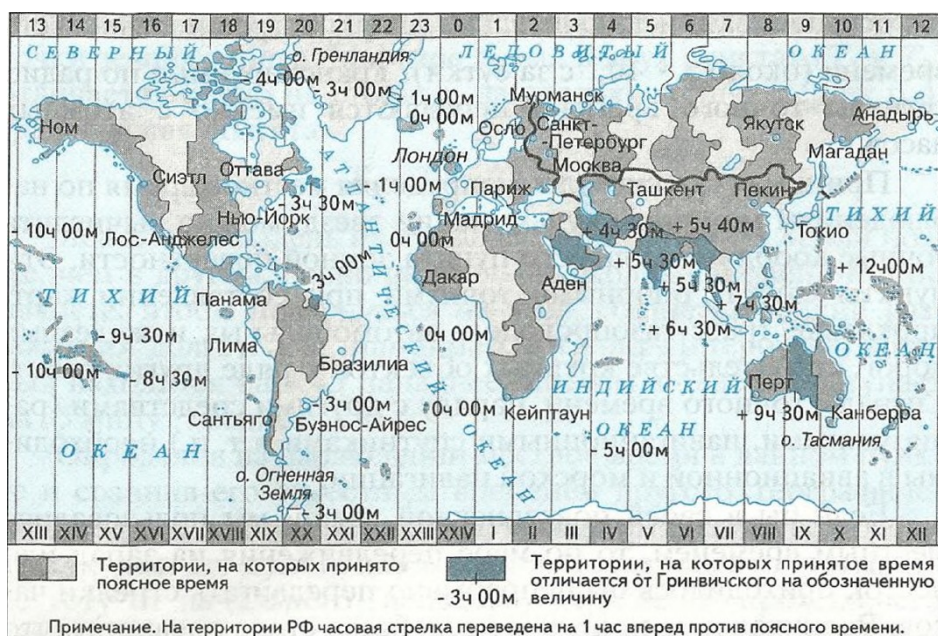 13 14 15 16 17 18 19 20 21 22 23 0 1 2 3 4 5 6 7 8 9 10 11 12
СЕВЕРНЫЙ ЛЕДОВИТЫЙ ОКЕАН
о. Гренландия
- 4ч 00м
- 3ч 00м
- 1ч 00м
0ч 00м
Мурманск
Ном
Осло
Санкт-
-Петербург
Якутск
Анадырь
Сиэтл
Оттава
Лондон
Москва
Магадан
- 1ч 00м
Париж
Ташкент
Пекин
Нью-Йорк
- 3ч 30м
Мадрид
ТИХИЙ
- 10ч 00м
Лос-Анджелес
0ч 00м
+ 4ч 30м
+ 5ч 40м
Токио
АТЛАНТИЧЕСКИЙ ОКЕАН
3ч 00м
Дакар
Аден
+ 5ч 30м
+ 12ч00м
ТИХИЙ
Панама
+ 5ч 30м
+ 7ч 30м
- 9ч 30м
0ч 00м
+ 6ч 30м
Лима
ОКЕАН
- 10ч 00м
- 8ч 30м
Бразилиа
ИНДИЙСКИЙ
Перт
- 3ч 00м
0ч 00м
Кейптаун
+ 9ч 30м
Канберра
Сантьяго
Буэнос-Айрес
ОКЕАН
о. Тасмания
ОКЕАН
- 5ч 00м
о. Огненная
Земля
- 3ч 00м
XIII XIV XV XVI XVII XVIII XIX XX XXI XXII XXIII XXIV I II III IV V VI VII VIII IX X XI XII
Территории, на которых принято
поясное время
Территории, на которых принятое время
отличается от Гринвичского на обозначенную
- 3ч 00м величину
Примечание. На территории РФ часовая стрелка переведена на 1 час вперед против поясного времени.